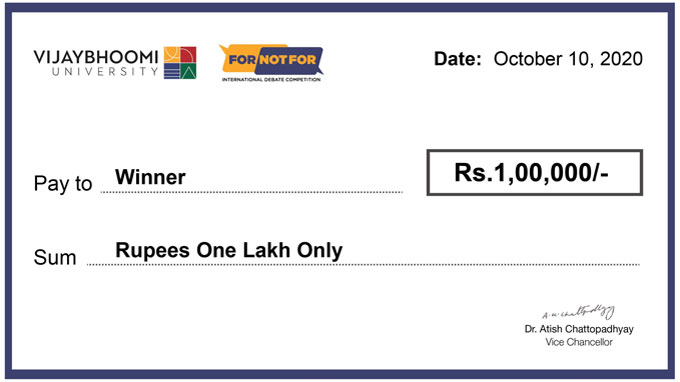 VIJAYBHOOMI
UNIVERSITY
FOR NOT FOR
INTERNATIONAL DEBATE COMPETITION
Date: October 10, 2020
Pay to Winner
Rs.1,00,000/-
Sum Rupees One Lakh Only
Dr. Atish Chattopadhyay
Vice Chancellor